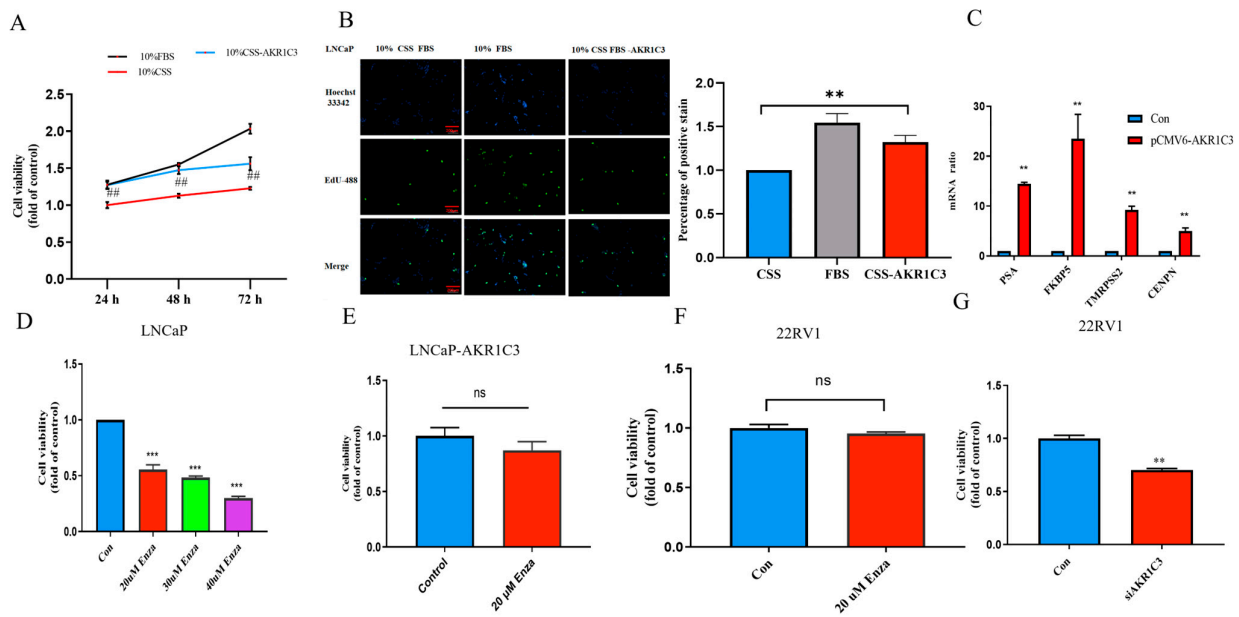 A
10%FBS
10%CSS-AKR1C3
10%CSS
Cell viability
(fold of control)
2.5
2.0
1.5
1.0
0.5
0.0
##
##
##
24 h
48 h
72 h
B
LNCaP
10% CSS FBS
10% FBS
10% CSS FBS -AKR1C3
Hoechst
33342
EdU-488
Merge
Percentage of positive stain
2.0
1.5
1.0
0.5
0.0
**
CSS
FBS
CSS-AKR1C3
C
mRNA ratio
30
20
10
0
**
**
**
**
Con
pCMV6-AKR1C3
PSA
FKBP5
TMRPSS2
CENPN
D
LNCaP
Cell viability
(fold of control)
1.5
1.0
0.5
0.0
***
***
***
Con
20uM Enza
30uM Enza
40uM Enza
E
LNCaP-AKR1C3
Cell viability
(fold of control)
1.5
1.0
0.5
0.0
ns
Control
20 μM Enza
F
22RV1
Cell viability
(fold of control)
1.5
1.0
0.5
0.0
ns
Con
20 uM Enza
G
22RV1
Cell viability
(fold of control)
1.5
1.0
0.5
0.0
**
Con
siAKR1C3